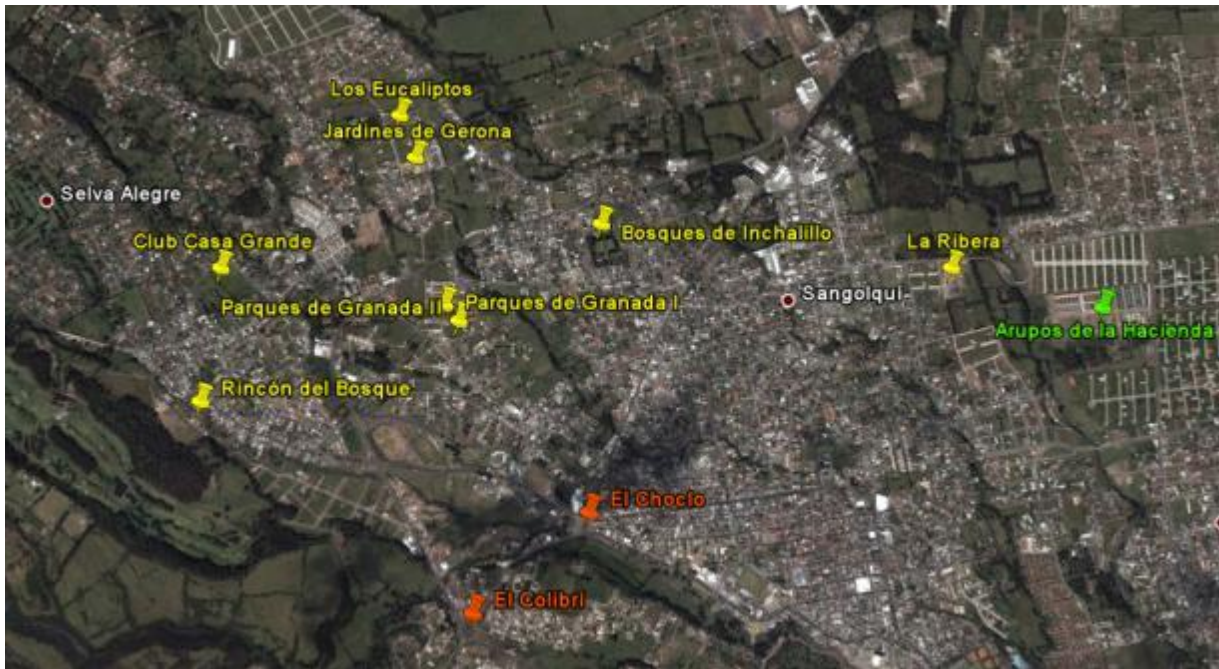 Los Eucaliptos
Jardines de Gerona
Selva Alegre
Club Casa Grande
Bosques de Inchalillo
La Ribera
Parques de Granada II
Parques de Granada I
Sangolqui
Arupos de la Hacienda
Rincón del Bosque
El Choclo
El Colibrí